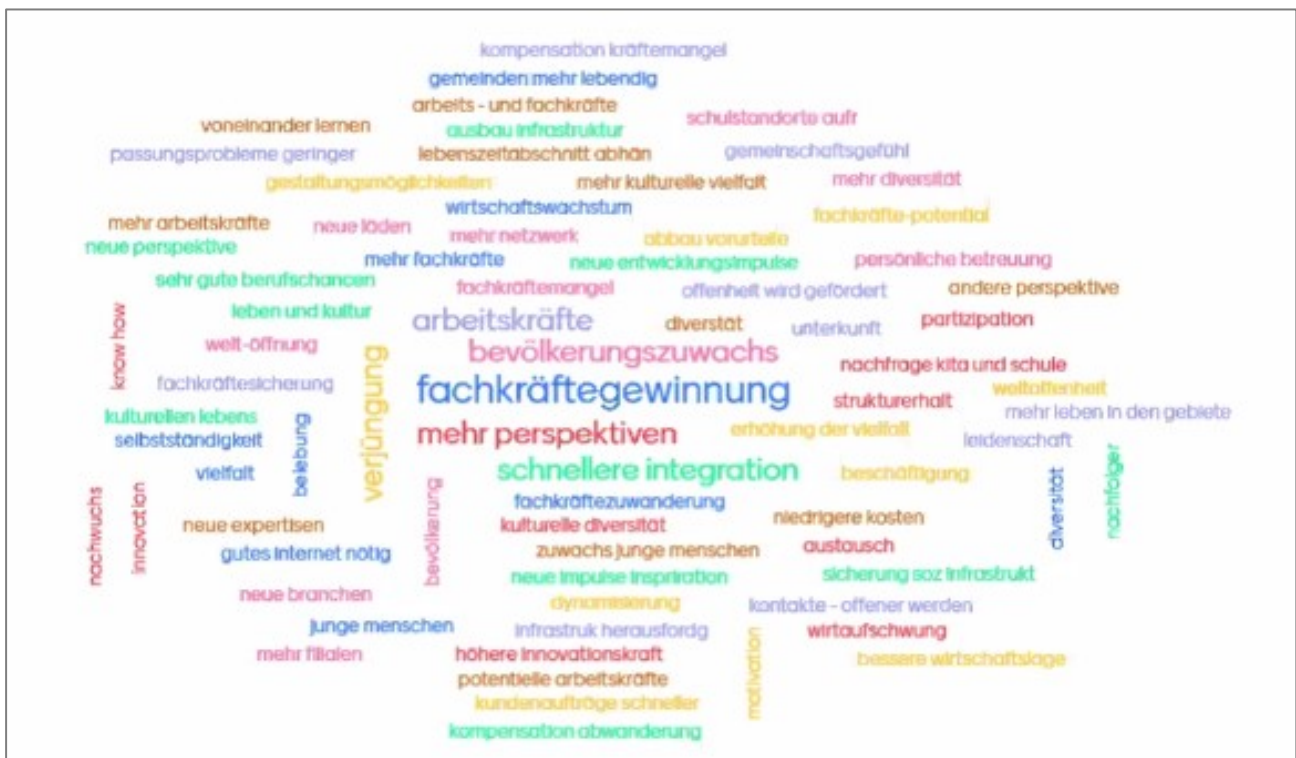 kompensation kräftemangel
gemeinden mehr lebendig
arbeits - und fachkräfte
schulstandorte aufr
voneinander lernen
ausbau infrastruktur
passungsprobleme geringer
lebenszeitabschnitt abhän
gemeinschaftsgefühl
gestaltungsmöglichkeiten
mehr kulturelle vielfalt
mehr diversität
wirtschaftswachstum
fachkräfte-potential
mehr arbeitskräfte
neue läden
mehr netzwerk
abbau vorurteile
neue perspektive
mehr fachkräfte
neue entwicklungsimpulse
persönliche betreuung
sehr gute berufschancen
fachkräftemangel
offenheit wird gefördert
andere perspektive
leben und kultur
arbeitskräfte
diverstät
unterkunft
partizipation
know how
welt-öffnung
bevölkerungszuwachs
nachfrage kita und schule
fachkräftesicherung
verjüngung
fachkräftegewinnung
strukturerhalt
weltoffenheit
kulturellen lebens
mehr leben in den gebiete
selbstständigkeit
belebung
mehr perspektiven
erhöhung der vielfalt
leidenschaft
vielfalt
schnellere integration
beschäftigung
diversität
nachfolger
nachwuchs
innovation
bevölkerung
fachkräftezuwanderung
neue expertisen
kulturelle diversität
niedrigere kosten
gutes internet nötig
zuwachs junge menschen
austausch
neue impulse inspriration
sicherung soz infrastrukt
neue branchen
dynamisierung
kontakte - offener werden
junge menschen
infrastruk herausfordg
wirtaufschwung
mehr filialen
höhere innovationskraft
motivation
bessere wirtschaftslage
potentielle arbeitskräfte
kundenaufträge schneller
kompensation abwanderung